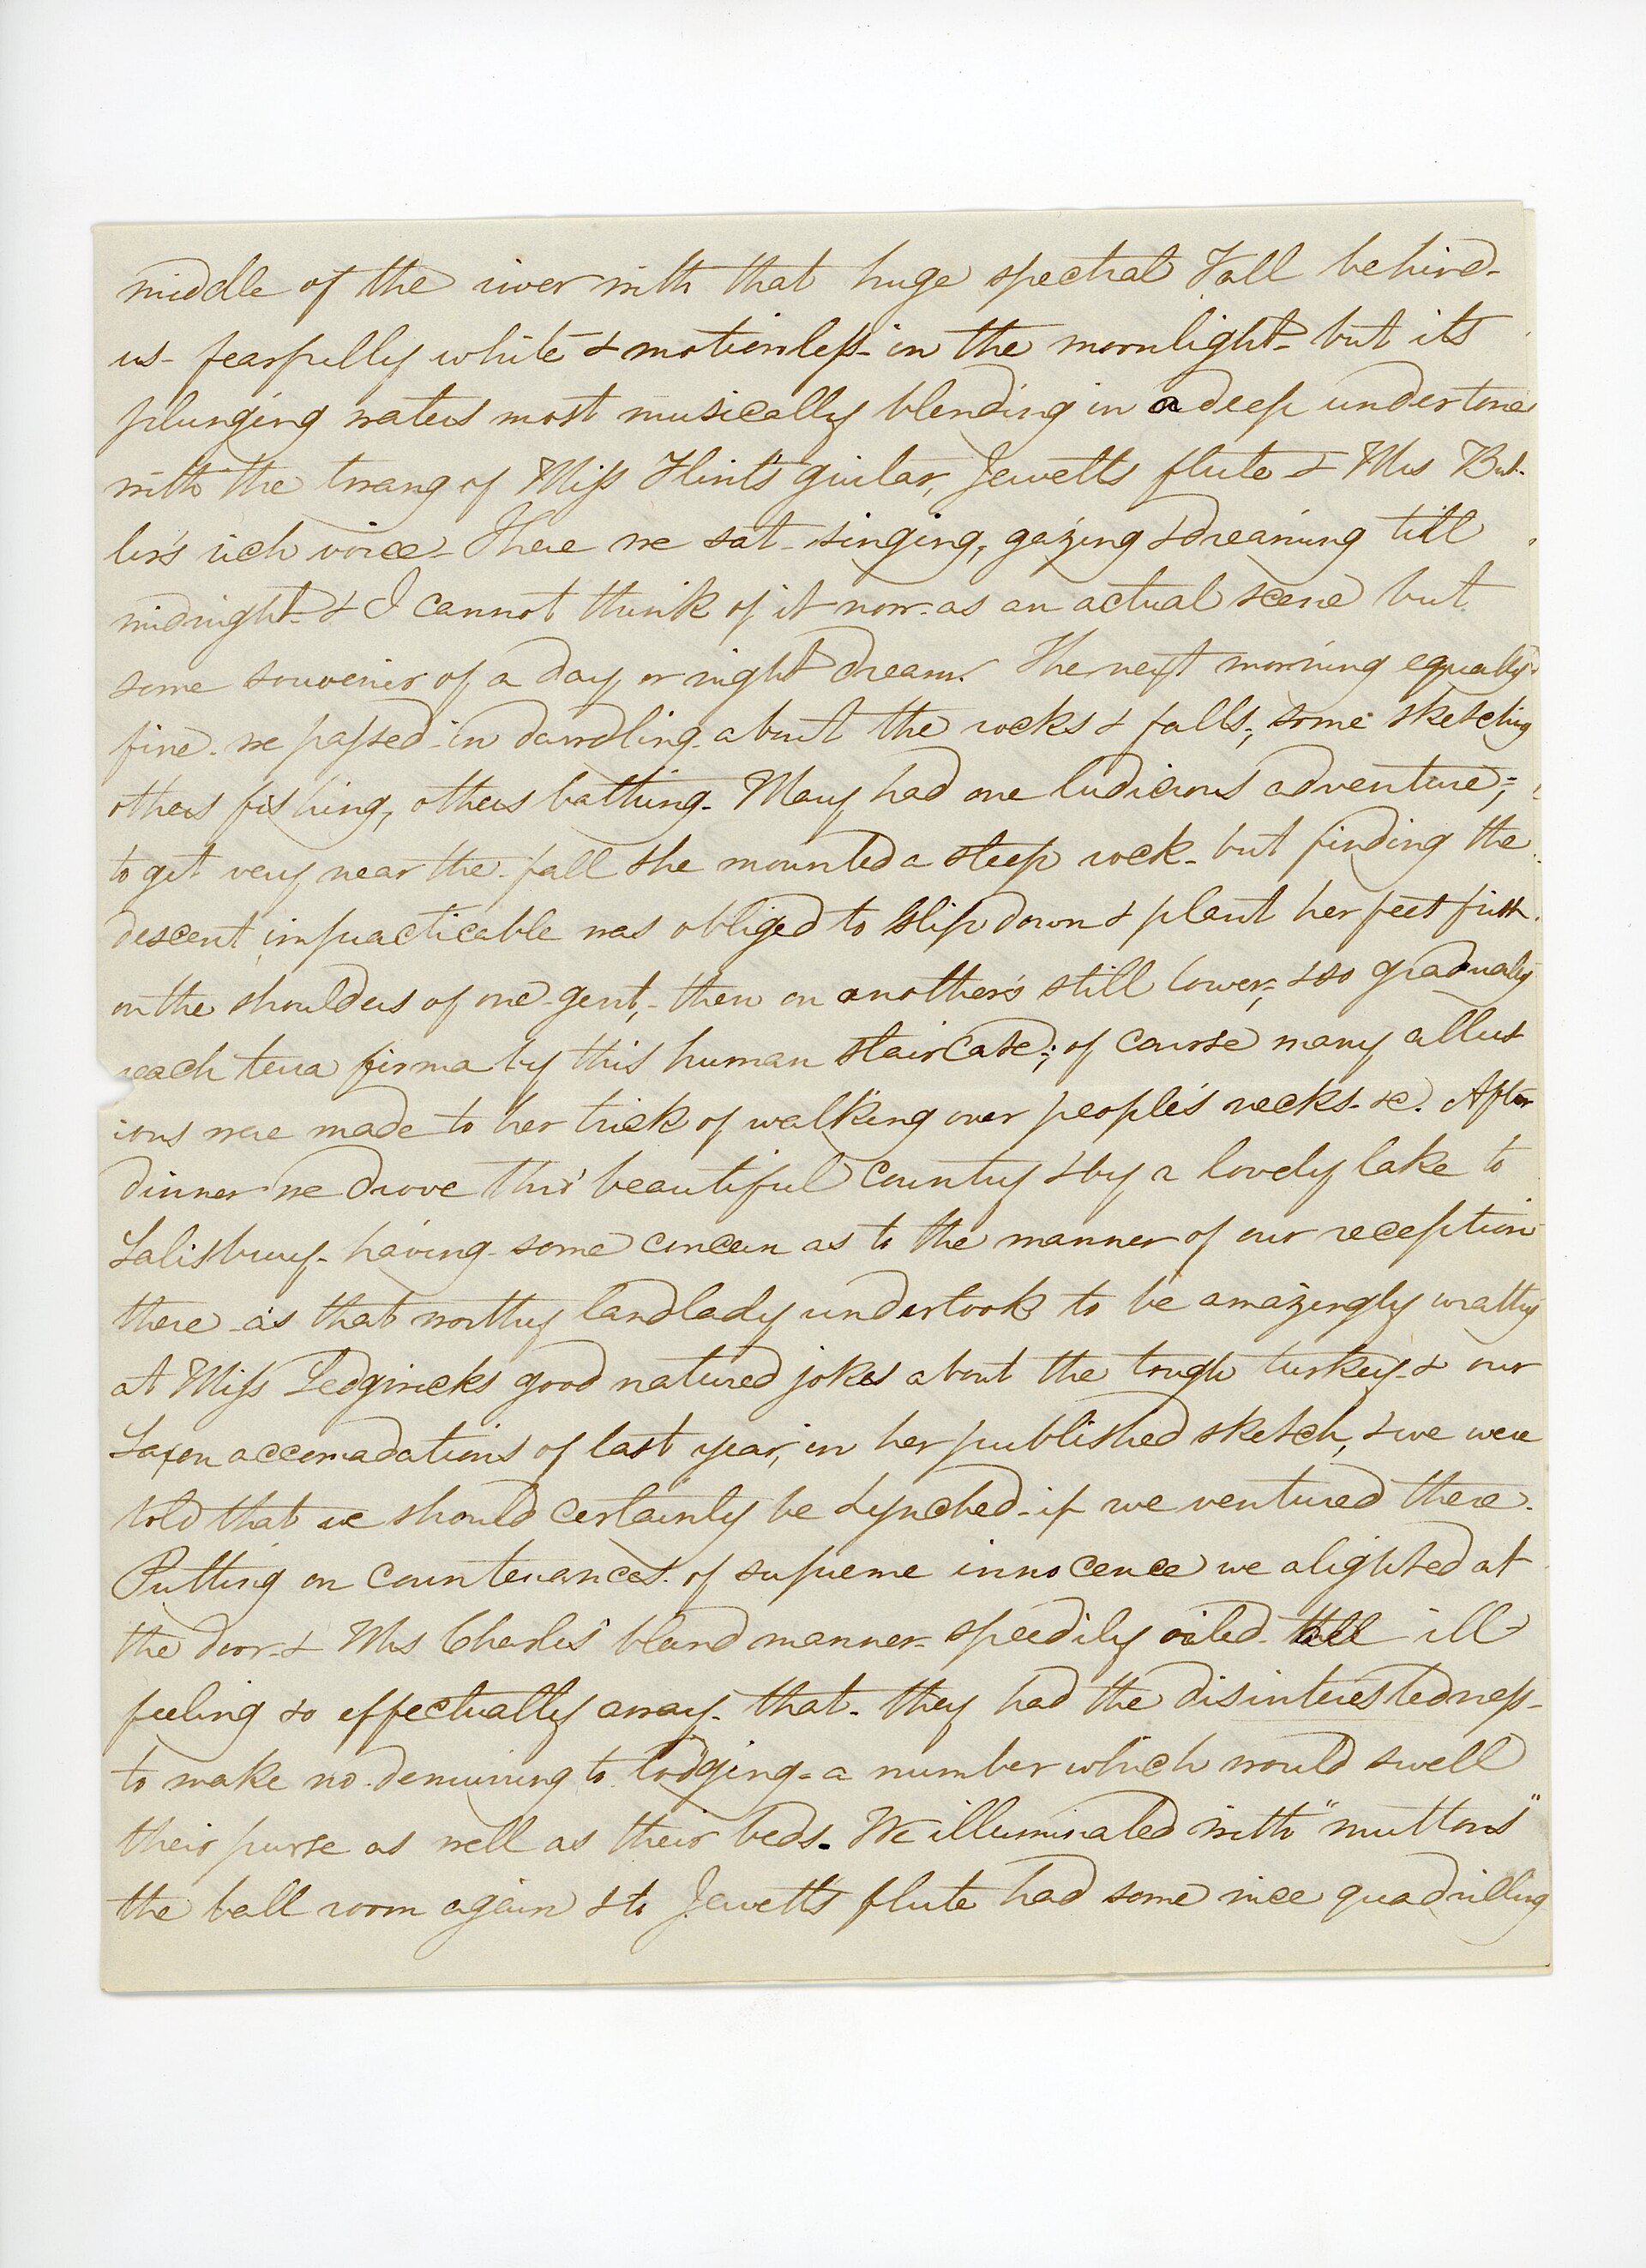 middle of the river with that huge spectral Fall behind-
us- fearfully white & motionless- in the moonlight- but its
plunging waters most musically blending in a deep undertone
with the twang of Miss Flint's guitar, Jewetts flute & Mrs But-
ler's rich voice- There we sat- singing, gazing & dreaming till
midnight- & I cannot think of it now- as an actual scene but
some souvenir of a day or night dream. The next morning equally
fine- we passed- in dawdling- about the rocks & falls; some sketching
others fishing, others bathing- Mary had one ludicrous adventure;
to get very near the fall she mounted a steep rock- but finding the
descent impracticable was obliged to slip down & plant her feet first
on the shoulders of one gent,- then on another's still lower, & so gradually
reach terra firma by this human staircase; of course many allus
ions were made to her trick of walking over people's necks- &c. After
dinner we drove thro' beautiful country & by a lovely lake to
Salisbury- having- some concern as to the manner of our reception
there- as that worthy landlady undertook to be amazingly wrathy
at Miss Sedgwicks good natured jokes about the tough turkey- & our
Saxon accomadations of last year, in her published sketch, & we were
told that we should certainly be Lynched- if we ventured there.
Putting on countenances of supreme innocence we alighted at
the door- & Mrs Charles' bland manner- speedily oiled- all ill
feeling so effectually away- that- they had the disinterestedness-
to make no demurring to lodging- a number which would swell
their purse as well as their beds. We illuminated with "muttons"
the ball room again & to Jewetts flute had some nice quadrilling